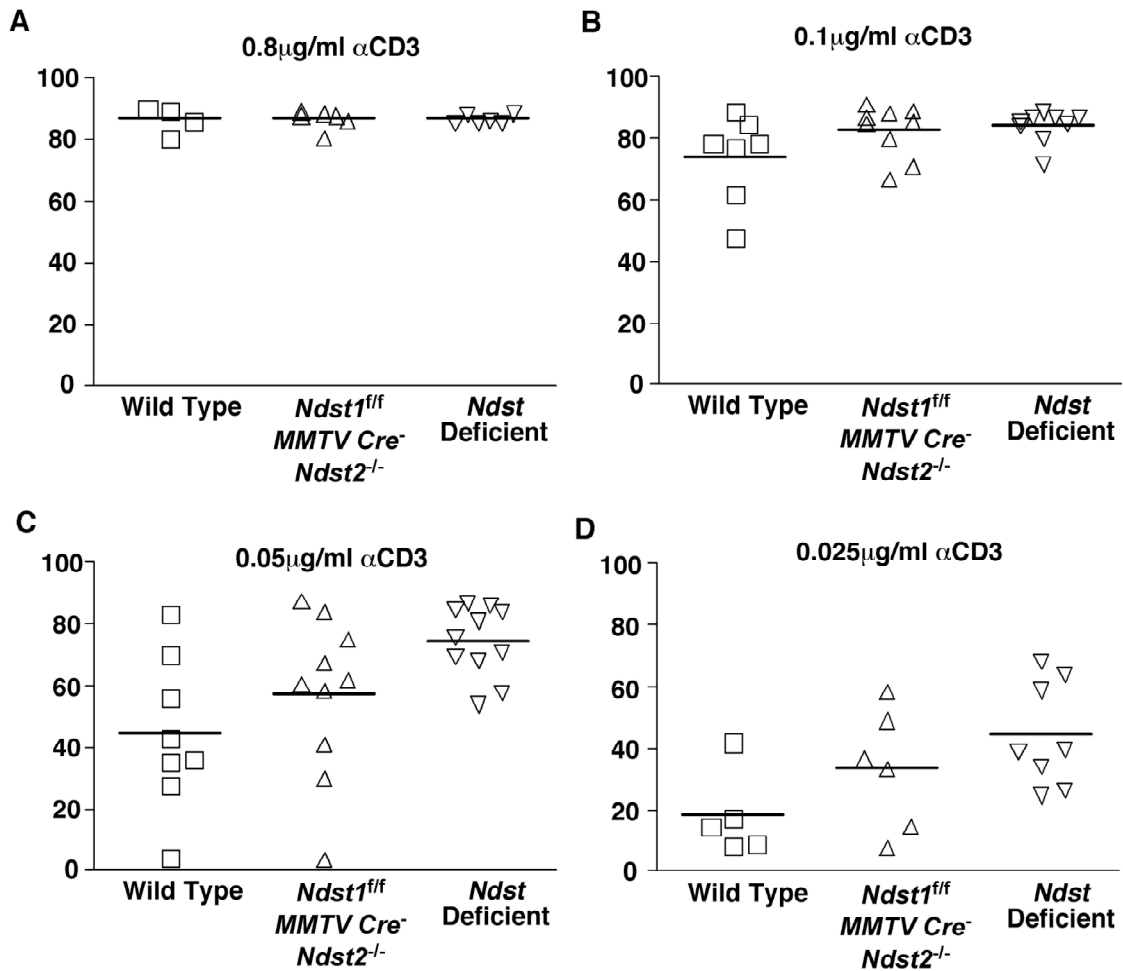 A
0.8µg/ml αCD3
100
80
60
40
20
0
Wild Type
Ndst1f/f
MMTV Cre-
Ndst2-/-
Ndst
Deficient
B
0.1µg/ml αCD3
100
80
60
40
20
0
Wild Type
Ndst1f/f
MMTV Cre-
Ndst2-/-
Ndst
Deficient
C
0.05µg/ml αCD3
100
80
60
40
20
0
Wild Type
Ndst1f/f
MMTV Cre-
Ndst2-/-
Ndst
Deficient
D
0.025µg/ml αCD3
100
80
60
40
20
0
Wild Type
Ndst1f/f
MMTV Cre-
Ndst2-/-
Ndst
Deficient